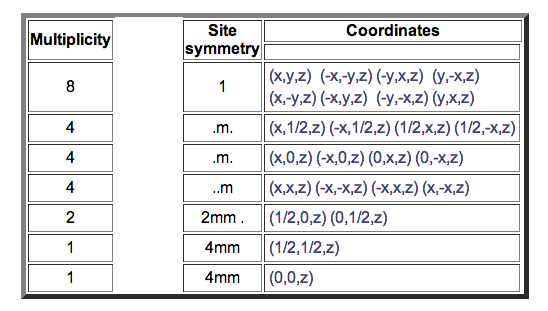 Multiplicity Site symmetry Coordinates
8 1 (x,y,z) (-x,-y,z) (-y,x,z) (y,-x,z)
(x,-y,z) (-x,y,z) (-y,-x,z) (y,x,z)
4 .m. (x,1/2,z) (-x,1/2,z) (1/2,x,z) (1/2,-x,z)
4 .m. (x,0,z) (-x,0,z) (0,x,z) (0,-x,z)
4 ..m (x,x,z) (-x,-x,z) (-x,x,z) (x,-x,z)
2 2mm . (1/2,0,z) (0,1/2,z)
1 4mm (1/2,1/2,z)
1 4mm (0,0,z)